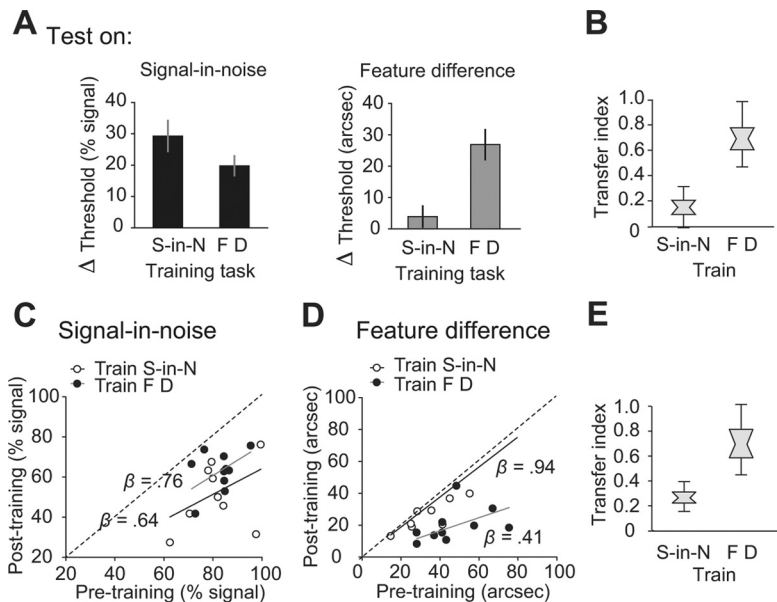 A
Test on:
Signal-in-noise
Δ Threshold (% signal)
40
30
20
10
0
S-in-N F D
Training task
Feature difference
Δ Threshold (arcsec)
40
30
20
10
0
S-in-N F D
Training task
B
Transfer index
1.0
0.8
0.6
0.4
0.2
0
S-in-N F D
Train
C Signal-in-noise
Train S-in-N
Train F D
Post-training (% signal)
100
80
60
40
20
β = .76
β = .64
20 40 60 80 100
Pre-training (% signal)
D Feature difference
Train S-in-N
Train F D
Post-training (arcsec)
100
80
60
40
20
0
β = .94
β = .41
0 20 40 60 80 100
Pre-training (arcsec)
E
Transfer index
1.0
0.8
0.6
0.4
0.2
0
S-in-N F D
Train